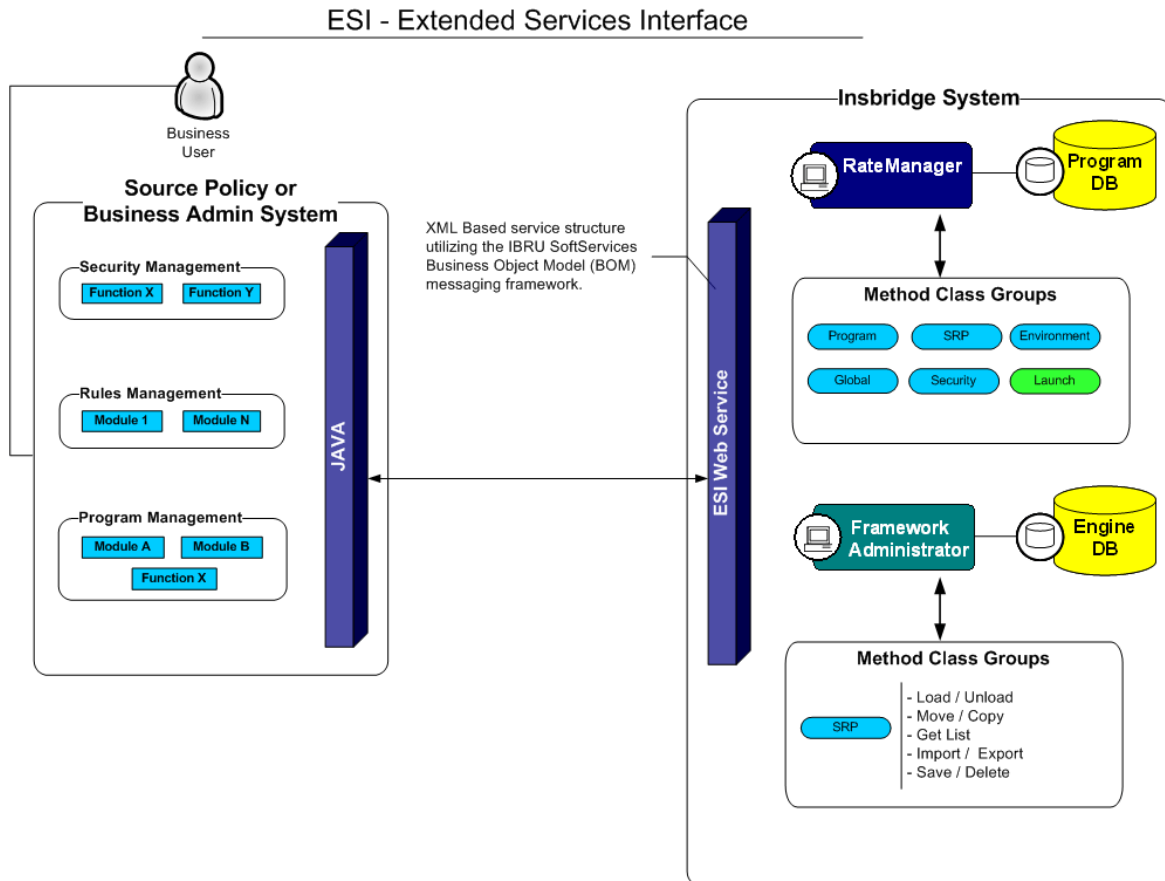 ESI - Extended Services Interface
Business
User
Source Policy or
Business Admin System
Security Management
Function X
Function Y
Rules Management
Module 1
Module N
Program Management
Module A
Module B
Function X
JAVA
XML Based service structure
utilizing the IBRU SoftServices
Business Object Model (BOM)
messaging framework.
ESI Web Service
Insbridge System
RateManager
Program
DB
Method Class Groups
Program
SRP
Environment
Global
Security
Launch
Framework
Administrator
Engine
DB
Method Class Groups
SRP
- Load / Unload
- Move / Copy
- Get List
- Import / Export
- Save / Delete